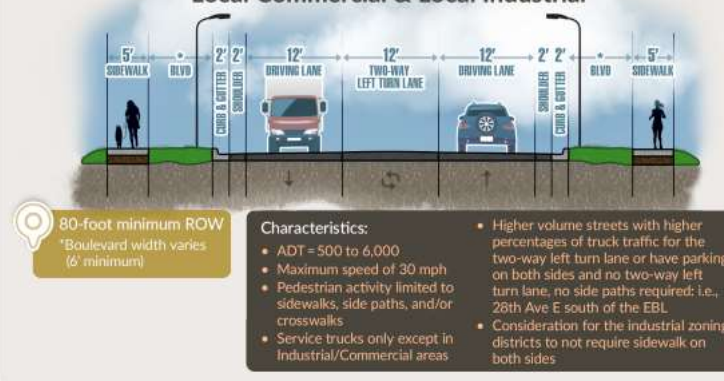 Local Commercial & Local Industrial
5' SIDEWALK
* BLVD
2' CURB & GUTTER
2' SHOULDER
12' DRIVING LANE
12' TWO-WAY LEFT TURN LANE
12' DRIVING LANE
2' SHOULDER
2' CURB & GUTTER
* BLVD
5' SIDEWALK
80-foot minimum ROW
*Boulevard width varies
(6' minimum)
Characteristics:
• ADT = 500 to 6,000
• Maximum speed of 30 mph
• Pedestrian activity limited to
sidewalks, side paths, and/or
crosswalks
• Service trucks only except in
Industrial/Commercial areas
• Higher volume streets with higher
percentages of truck traffic for the
two-way left turn lane or have parking
on both sides and no two-way left
turn lane, no side paths required: i.e.,
28th Ave E south of the EBL
• Consideration for the industrial zoning
districts to not require sidewalk on
both sides